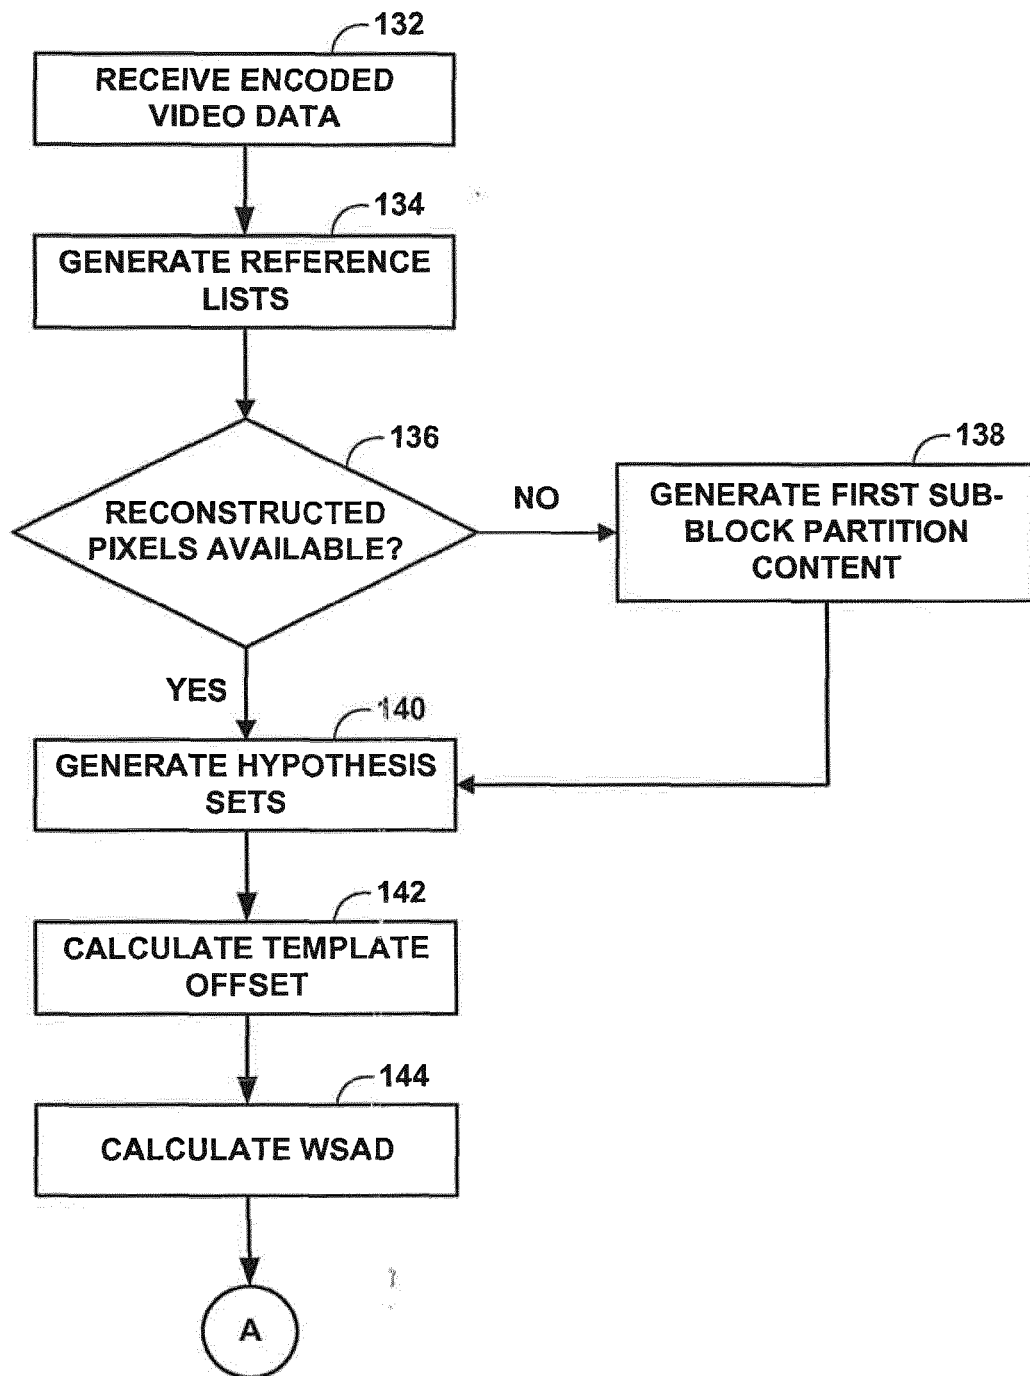 132
RECEIVE ENCODED
VIDEO DATA
134
GENERATE REFERENCE
LISTS
136
RECONSTRUCTED
PIXELS AVAILABLE?
NO
138
GENERATE FIRST SUB-
BLOCK PARTITION
CONTENT
YES
140
GENERATE HYPOTHESIS
SETS
142
CALCULATE TEMPLATE
OFFSET
144
CALCULATE WSAD
A